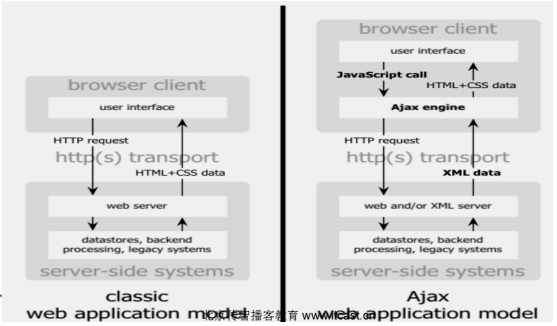 browser client
user interface
HTTP request
http(s) transport
HTML+CSS data
web server
datastores, backend
processing, legacy systems
server-side systems
classic
web application model
browser client
user interface
JavaScript call
HTML+CSS data
Ajax engine
HTTP request
http(s) transport
XML data
web and/or XML server
datastores, backend
processing, legacy systems
server-side systems
Ajax
web application model
北京传智播客教育 www.itcast.cn